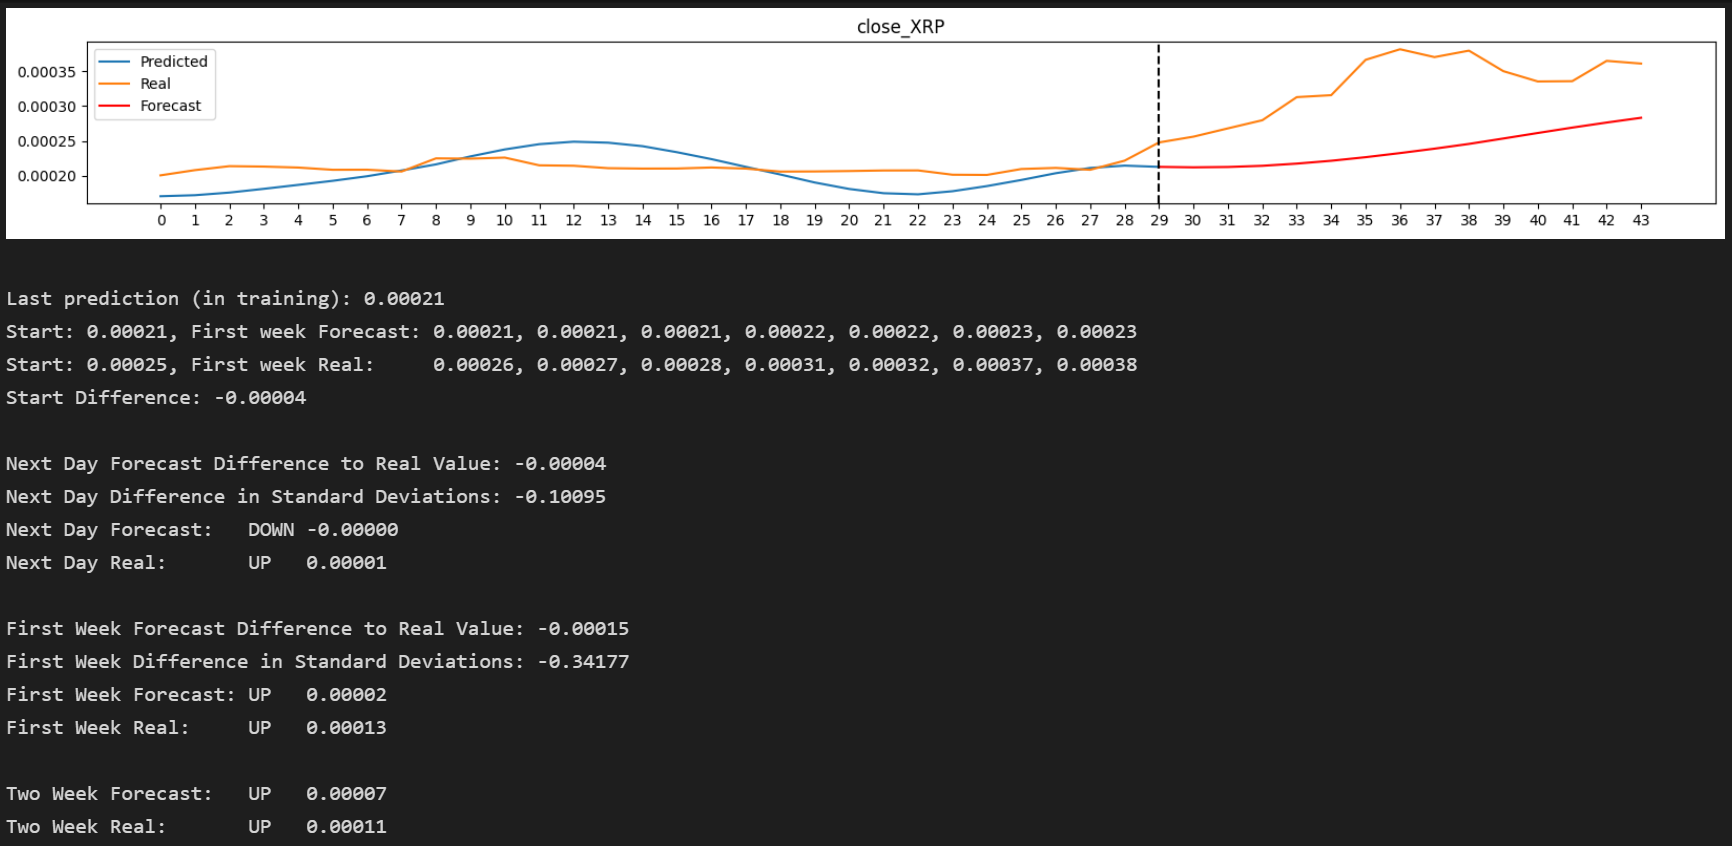 close_XRP
Predicted
Real
Forecast
0.00035
0.00030
0.00025
0.00020
0 1 2 3 4 5 6 7 8 9 10 11 12 13 14 15 16 17 18 19 20 21 22 23 24 25 26 27 28 29 30 31 32 33 34 35 36 37 38 39 40 41 42 43
Last prediction (in training): 0.00021
Start: 0.00021, First week Forecast: 0.00021, 0.00021, 0.00021, 0.00022, 0.00022, 0.00023, 0.00023
Start: 0.00025, First week Real:     0.00026, 0.00027, 0.00028, 0.00031, 0.00032, 0.00037, 0.00038
Start Difference: -0.00004
Next Day Forecast Difference to Real Value: -0.00004
Next Day Difference in Standard Deviations: -0.10095
Next Day Forecast:   DOWN -0.00000
Next Day Real:       UP   0.00001
First Week Forecast Difference to Real Value: -0.00015
First Week Difference in Standard Deviations: -0.34177
First Week Forecast: UP   0.00002
First Week Real:     UP   0.00013
Two Week Forecast:   UP   0.00007
Two Week Real:       UP   0.00011